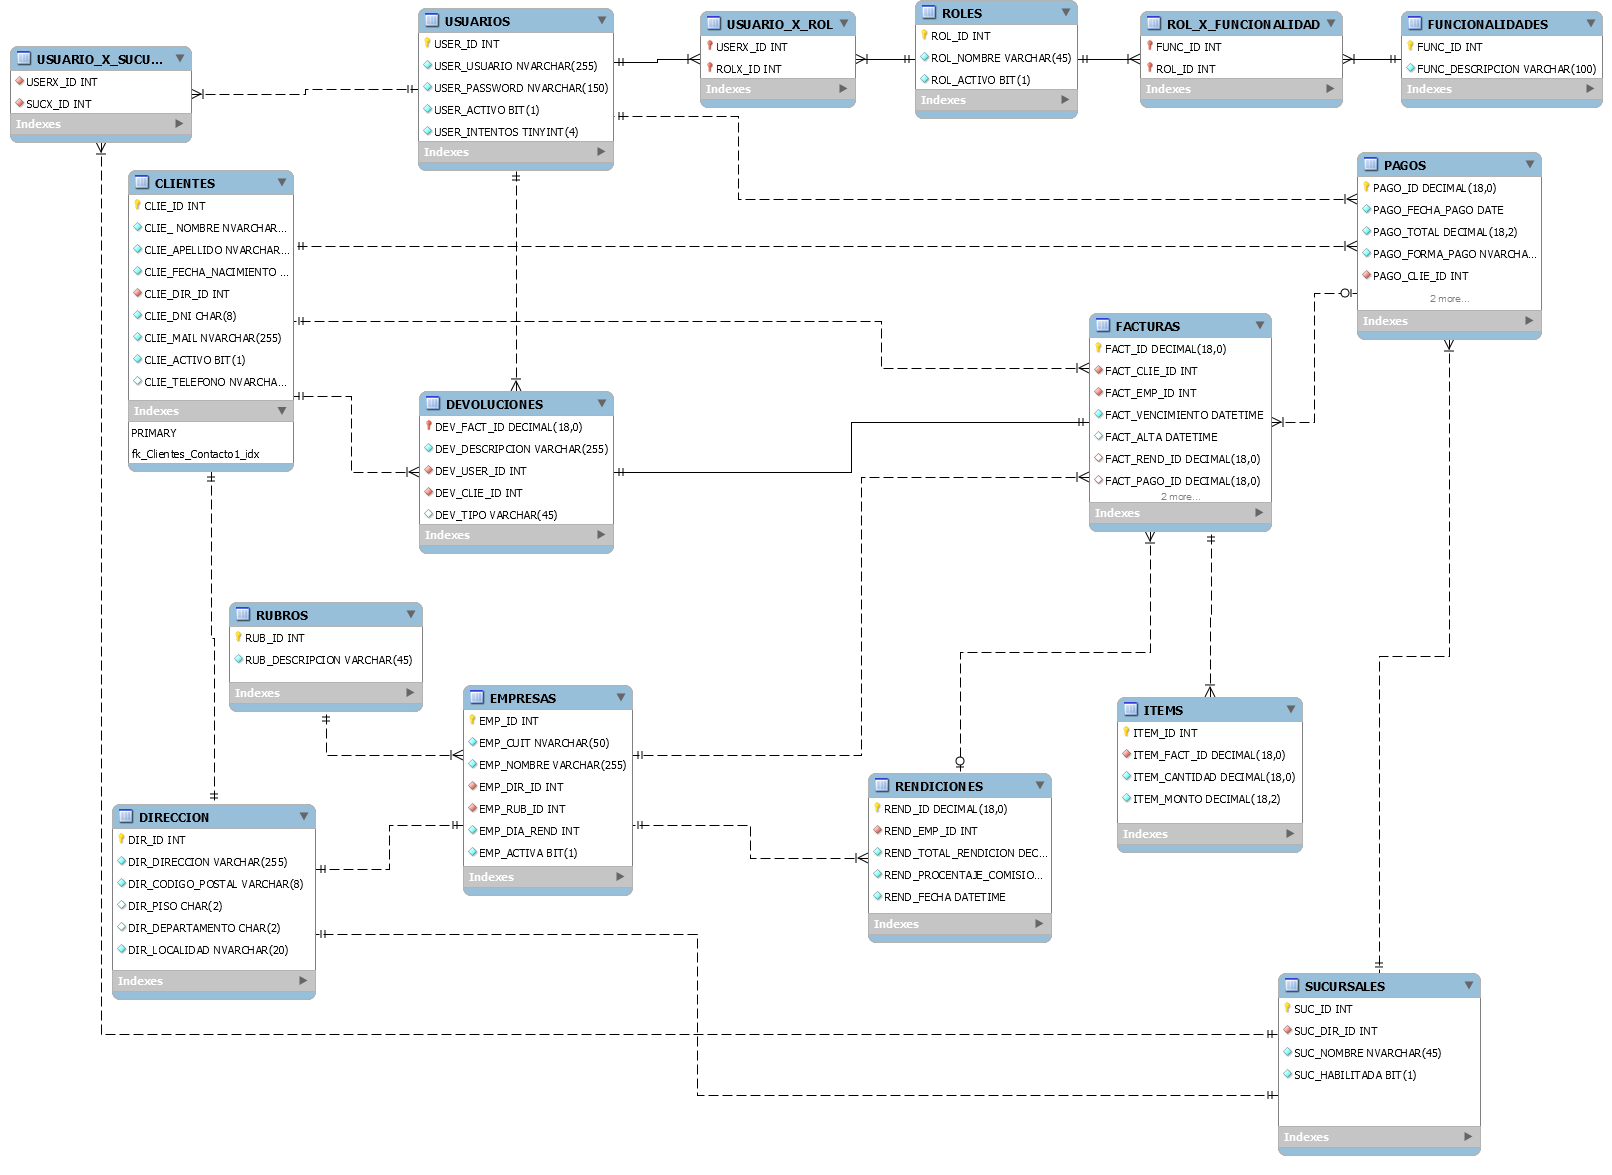 USUARIO_X_SUCU...
USERX_ID INT
SUCX_ID INT
Indexes
USUARIOS
USER_ID INT
USER_USUARIO NVARCHAR(255)
USER_PASSWORD NVARCHAR(150)
USER_ACTIVO BIT(1)
USER_INTENTOS TINYINT(4)
Indexes
USUARIO_X_ROL
USERX_ID INT
ROLX_ID INT
Indexes
ROLES
ROL_ID INT
ROL_NOMBRE VARCHAR(45)
ROL_ACTIVO BIT(1)
Indexes
ROL_X_FUNCIONALIDAD
FUNC_ID INT
ROL_ID INT
Indexes
FUNCIONALIDADES
FUNC_ID INT
FUNC_DESCRIPCION VARCHAR(100)
Indexes
CLIENTES
CLIE_ID INT
CLIE_ NOMBRE NVARCHAR...
CLIE_APELLIDO NVARCHAR...
CLIE_FECHA_NACIMIENTO ...
CLIE_DIR_ID INT
CLIE_DNI CHAR(8)
CLIE_MAIL NVARCHAR(255)
CLIE_ACTIVO BIT(1)
CLIE_TELEFONO NVARCHA...
Indexes
PRIMARY
fk_Clientes_Contacto1_idx
PAGOS
PAGO_ID DECIMAL(18,0)
PAGO_FECHA_PAGO DATE
PAGO_TOTAL DECIMAL(18,2)
PAGO_FORMA_PAGO NVARCHA...
PAGO_CLIE_ID INT
2 more...
Indexes
DEVOLUCIONES
DEV_FACT_ID DECIMAL(18,0)
DEV_DESCRIPCION VARCHAR(255)
DEV_USER_ID INT
DEV_CLIE_ID INT
DEV_TIPO VARCHAR(45)
Indexes
FACTURAS
FACT_ID DECIMAL(18,0)
FACT_CLIE_ID INT
FACT_EMP_ID INT
FACT_VENCIMIENTO DATETIME
FACT_ALTA DATETIME
FACT_REND_ID DECIMAL(18,0)
FACT_PAGO_ID DECIMAL(18,0)
2 more...
Indexes
RUBROS
RUB_ID INT
RUB_DESCRIPCION VARCHAR(45)
Indexes
EMPRESAS
EMP_ID INT
EMP_CUIT NVARCHAR(50)
EMP_NOMBRE VARCHAR(255)
EMP_DIR_ID INT
EMP_RUB_ID INT
EMP_DIA_REND INT
EMP_ACTIVA BIT(1)
Indexes
ITEMS
ITEM_ID INT
ITEM_FACT_ID DECIMAL(18,0)
ITEM_CANTIDAD DECIMAL(18,0)
ITEM_MONTO DECIMAL(18,2)
Indexes
RENDICIONES
REND_ID DECIMAL(18,0)
REND_EMP_ID INT
REND_TOTAL_RENDICION DEC...
REND_PROCENTAJE_COMISIO...
REND_FECHA DATETIME
Indexes
DIRECCION
DIR_ID INT
DIR_DIRECCION VARCHAR(255)
DIR_CODIGO_POSTAL VARCHAR(8)
DIR_PISO CHAR(2)
DIR_DEPARTAMENTO CHAR(2)
DIR_LOCALIDAD NVARCHAR(20)
Indexes
SUCURSALES
SUC_ID INT
SUC_DIR_ID INT
SUC_NOMBRE NVARCHAR(45)
SUC_HABILITADA BIT(1)
Indexes